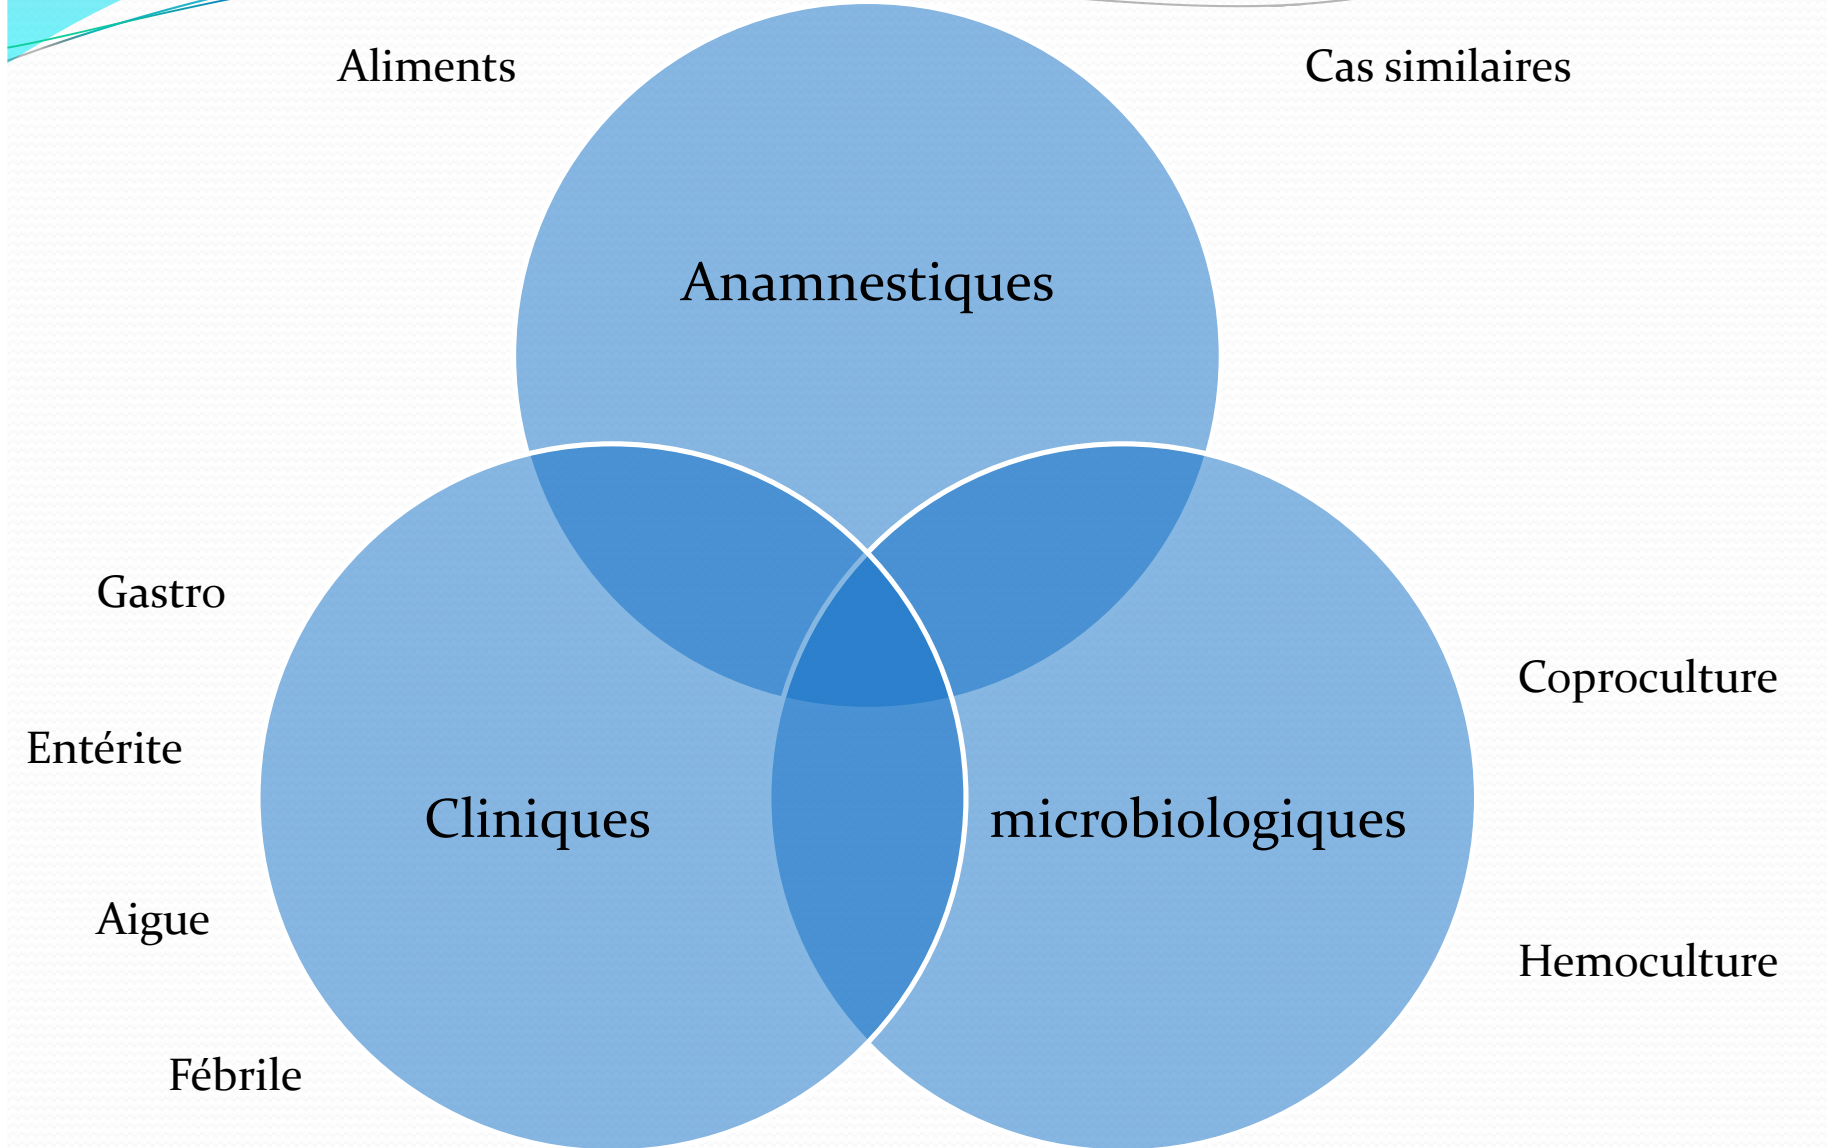 Aliments
Cas similaires
Anamnestiques
Gastro
Entérite
Aigue
Fébrile
Cliniques
microbiologiques
Coproculture
Hemoculture